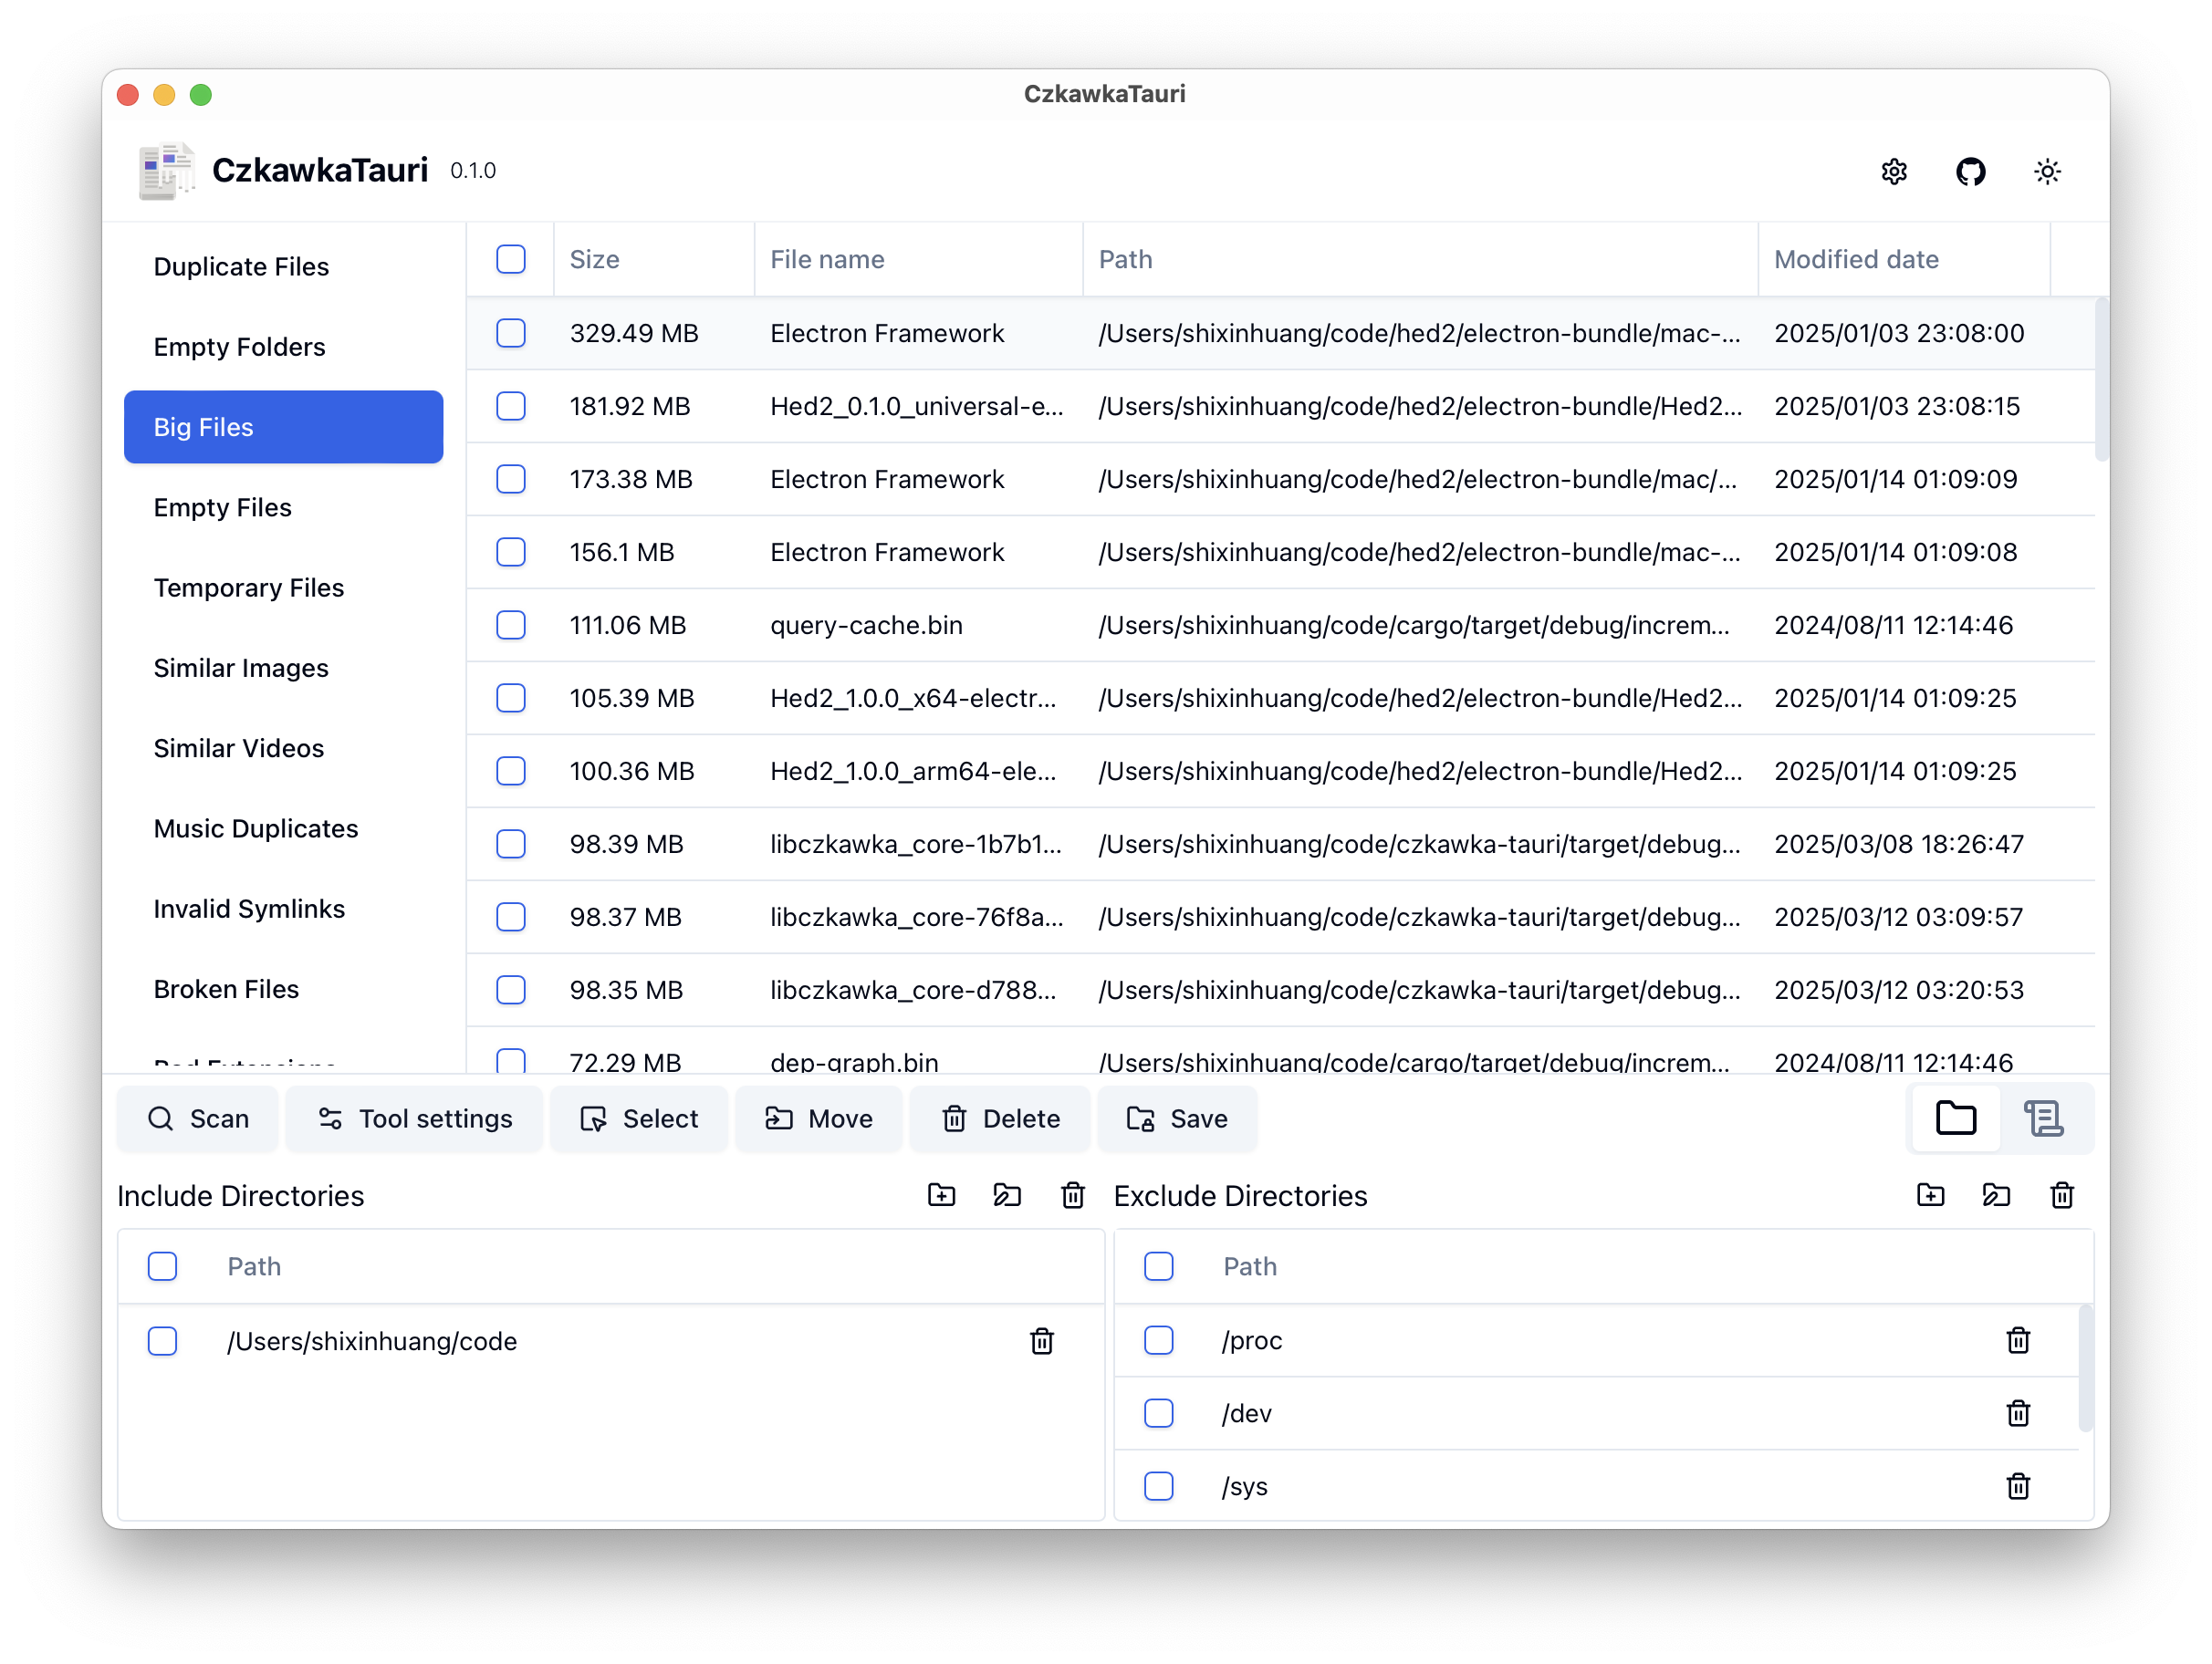 CzkawkaTauri
CzkawkaTauri 0.1.0
Duplicate Files
Empty Folders
Big Files
Empty Files
Temporary Files
Similar Images
Similar Videos
Music Duplicates
Invalid Symlinks
Broken Files
Bad Extensions
Size File name Path Modified date
329.49 MB Electron Framework /Users/shixinhuang/code/hed2/electron-bundle/mac-... 2025/01/03 23:08:00
181.92 MB Hed2_0.1.0_universal-e... /Users/shixinhuang/code/hed2/electron-bundle/Hed2... 2025/01/03 23:08:15
173.38 MB Electron Framework /Users/shixinhuang/code/hed2/electron-bundle/mac/... 2025/01/14 01:09:09
156.1 MB Electron Framework /Users/shixinhuang/code/hed2/electron-bundle/mac-... 2025/01/14 01:09:08
111.06 MB query-cache.bin /Users/shixinhuang/code/cargo/target/debug/increm... 2024/08/11 12:14:46
105.39 MB Hed2_1.0.0_x64-electr... /Users/shixinhuang/code/hed2/electron-bundle/Hed2... 2025/01/14 01:09:25
100.36 MB Hed2_1.0.0_arm64-ele... /Users/shixinhuang/code/hed2/electron-bundle/Hed2... 2025/01/14 01:09:25
98.39 MB libczkawka_core-1b7b1... /Users/shixinhuang/code/czkawka-tauri/target/debug... 2025/03/08 18:26:47
98.37 MB libczkawka_core-76f8a... /Users/shixinhuang/code/czkawka-tauri/target/debug... 2025/03/12 03:09:57
98.35 MB libczkawka_core-d788... /Users/shixinhuang/code/czkawka-tauri/target/debug... 2025/03/12 03:20:53
72.29 MB dep-graph.bin /Users/shixinhuang/code/cargo/target/debug/increm... 2024/08/11 12:14:46
Scan Tool settings Select Move Delete Save
Include Directories
Path
/Users/shixinhuang/code
Exclude Directories
Path
/proc
/dev
/sys